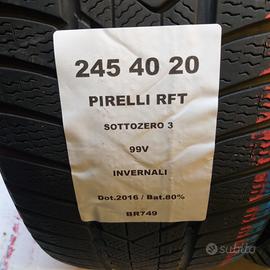 245 40 20
PIRELLI RFT
SOTTOZERO 3
99V
INVERNALI
Dot.2016 / Bat.80%
BR749
subito